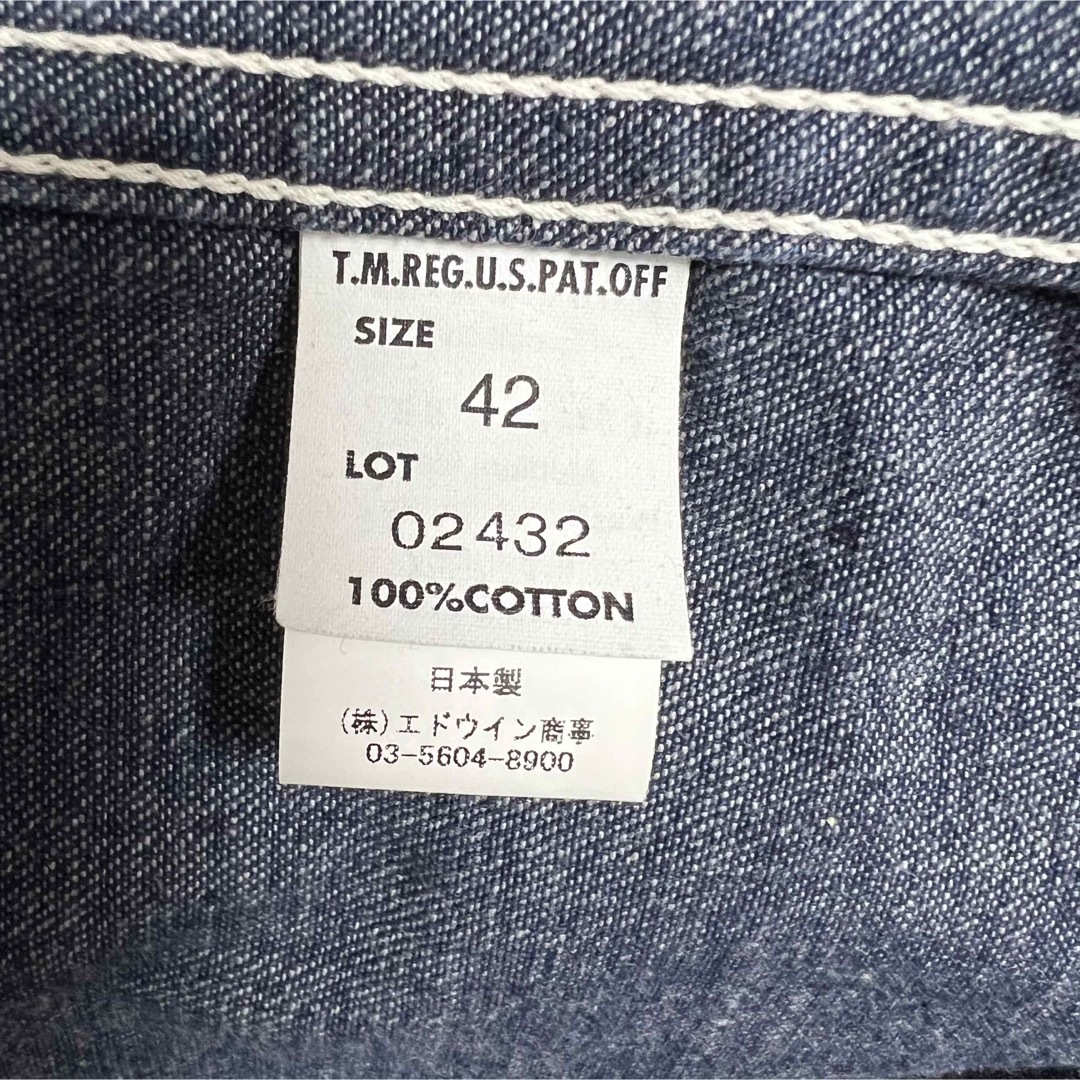 T.M.REG.U.S.PAT.OFF
SIZE
42
LOT
02432
100%COTTON
日本製
(株)エドウイン商事
03-5604-8900